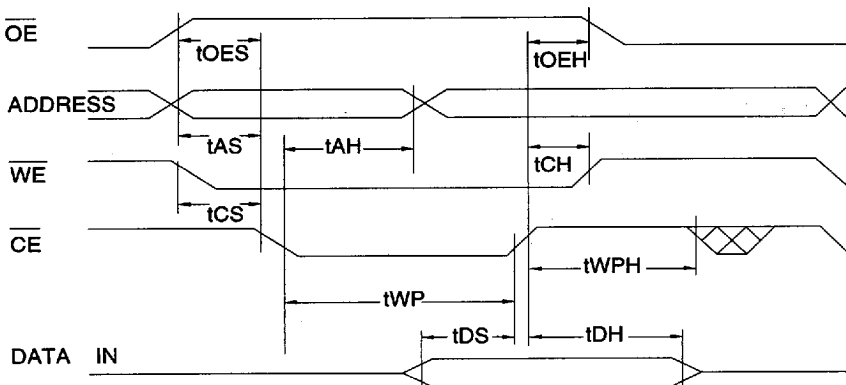 OE
tOES
tOEH
ADDRESS
tAS
tAH
WE
tCH
tCS
CE
tWPH
tWP
tDS
tDH
DATA IN